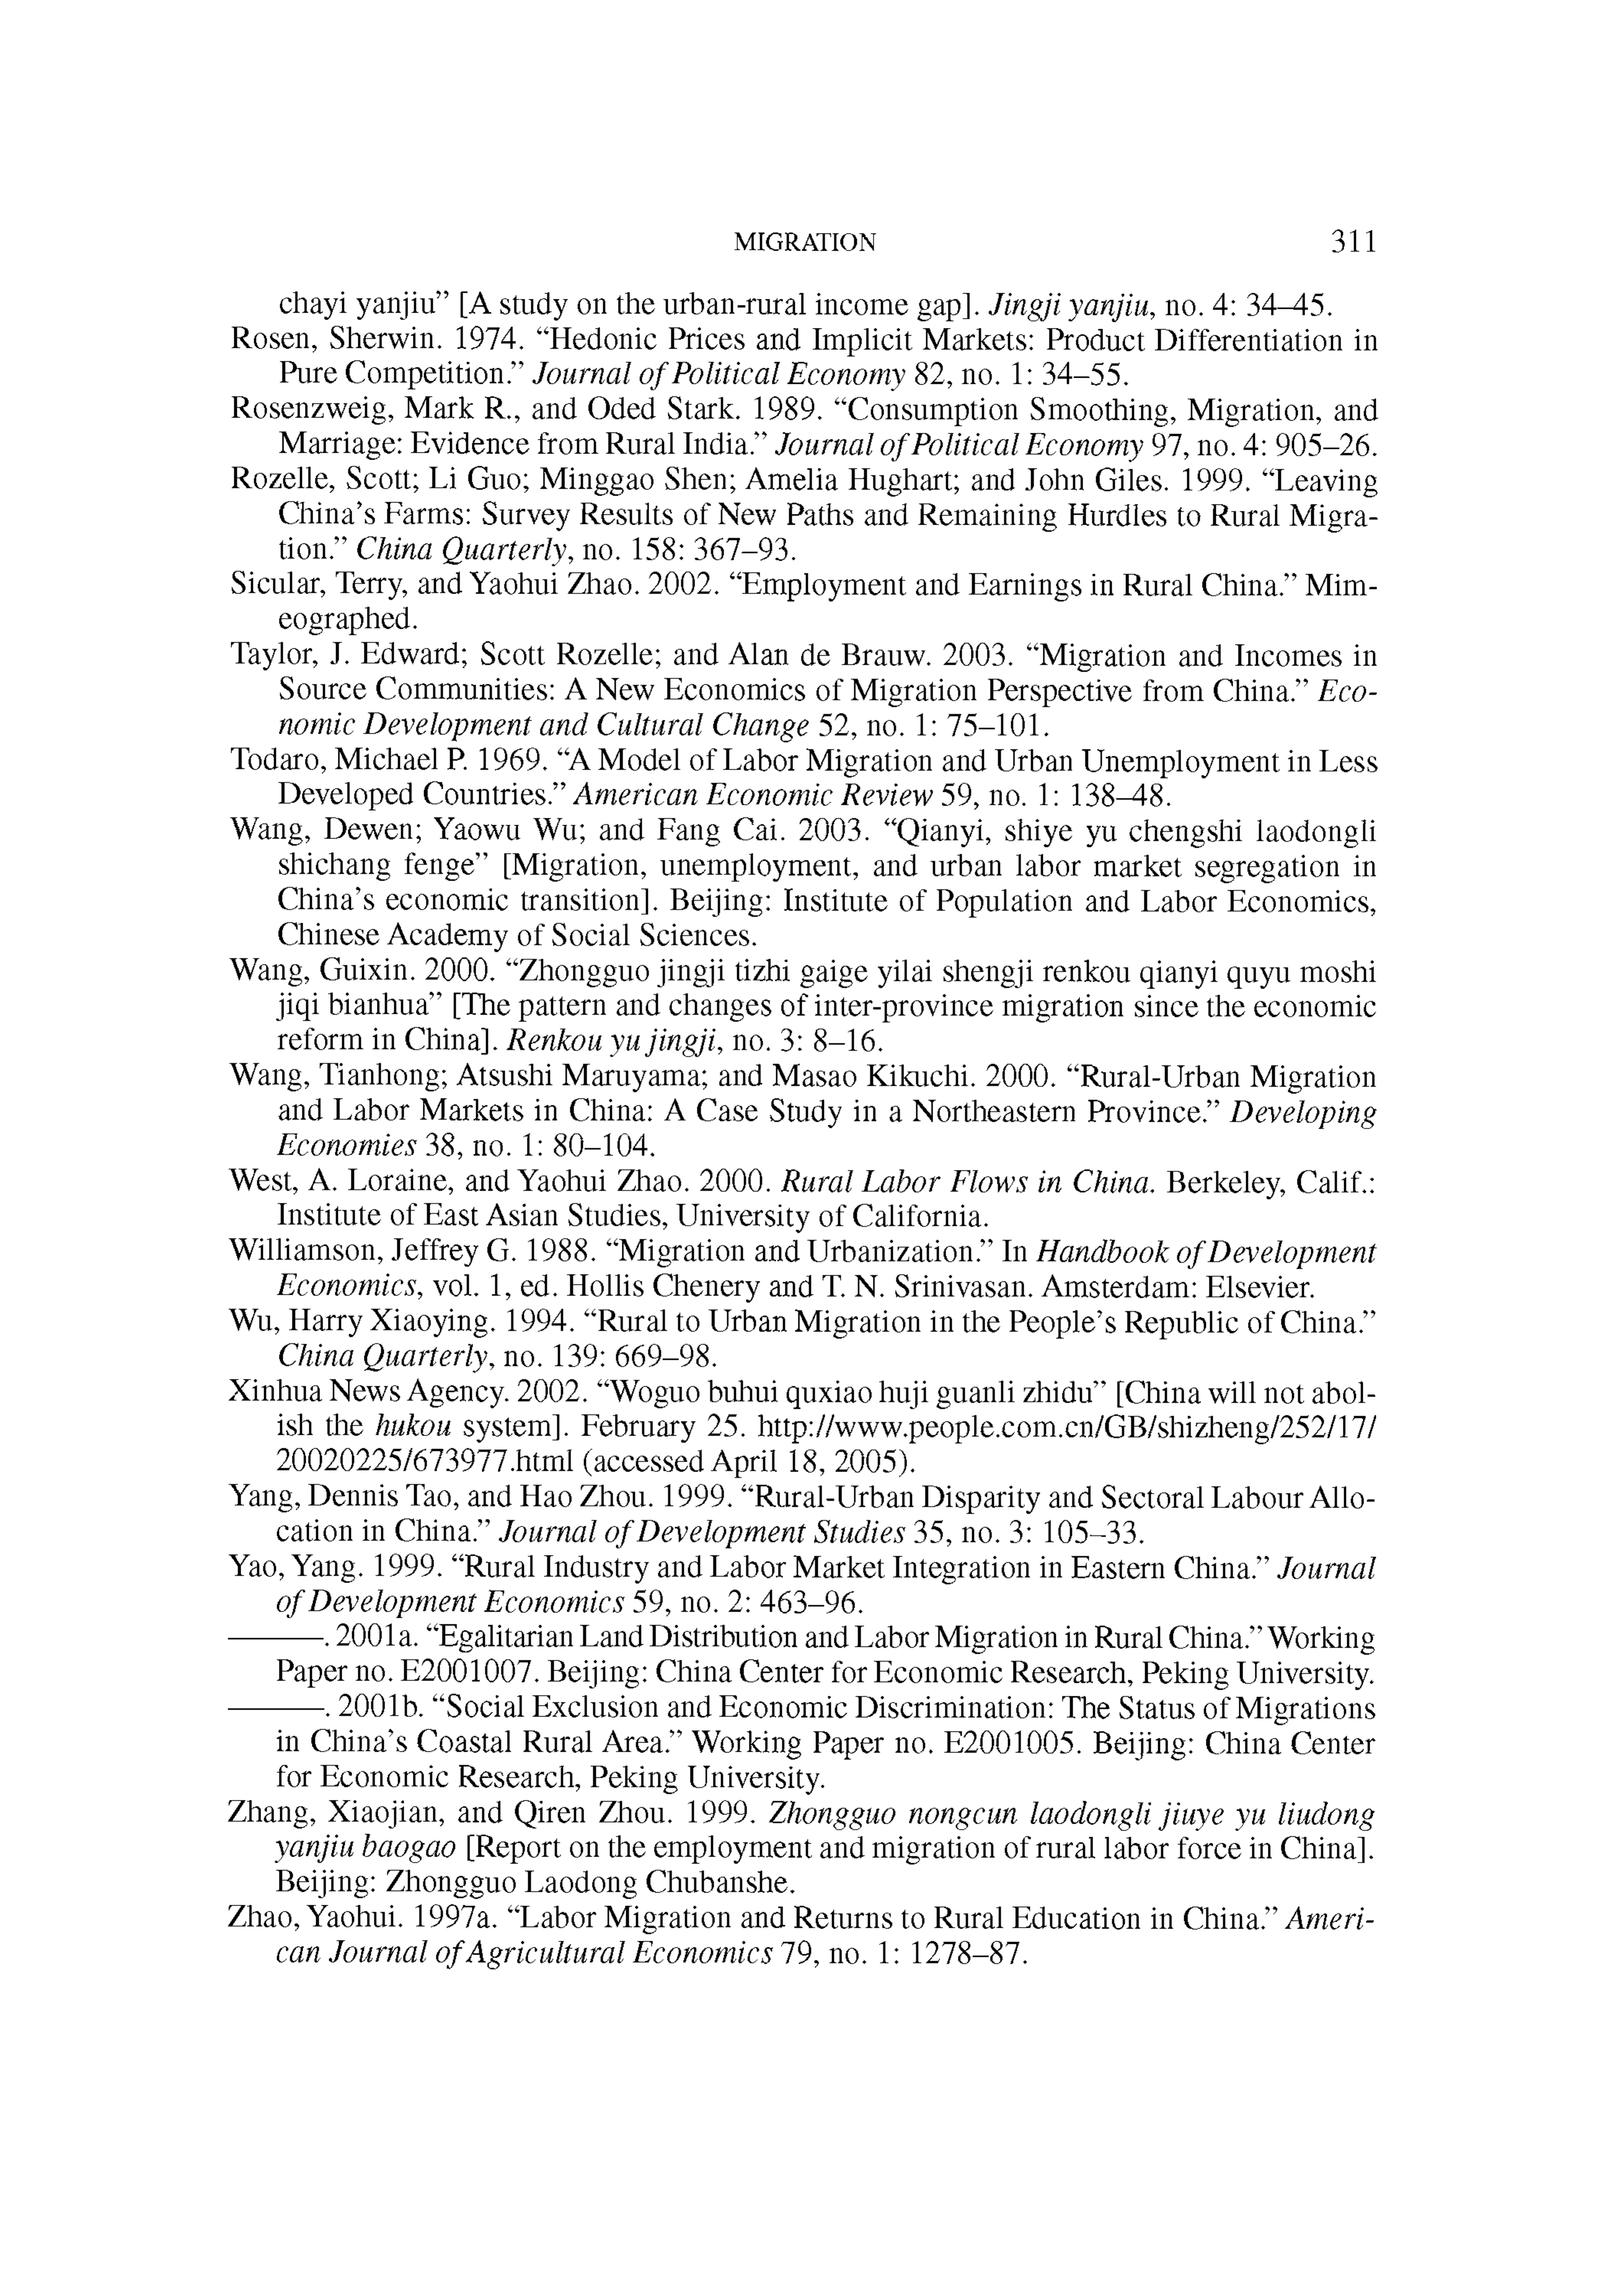 MIGRATION 311
chayi yanjiu” [A study on the urban-rural income gap]. Jingji yanjiu, no. 4: 34–45.
Rosen, Sherwin. 1974. “Hedonic Prices and Implicit Markets: Product Differentiation in
Pure Competition.” Journal of Political Economy 82, no. 1: 34–55.
Rosenzweig, Mark R., and Oded Stark. 1989. “Consumption Smoothing, Migration, and
Marriage: Evidence from Rural India.” Journal of Political Economy 97, no. 4: 905–26.
Rozelle, Scott; Li Guo; Minggao Shen; Amelia Hughart; and John Giles. 1999. “Leaving
China’s Farms: Survey Results of New Paths and Remaining Hurdles to Rural Migra-
tion.” China Quarterly, no. 158: 367–93.
Sicular, Terry, and Yaohui Zhao. 2002. “Employment and Earnings in Rural China.” Mim-
eographed.
Taylor, J. Edward; Scott Rozelle; and Alan de Brauw. 2003. “Migration and Incomes in
Source Communities: A New Economics of Migration Perspective from China.” Eco-
nomic Development and Cultural Change 52, no. 1: 75–101.
Todaro, Michael P. 1969. “A Model of Labor Migration and Urban Unemployment in Less
Developed Countries.” American Economic Review 59, no. 1: 138–48.
Wang, Dewen; Yaowu Wu; and Fang Cai. 2003. “Qianyi, shiye yu chengshi laodongli
shichang fenge” [Migration, unemployment, and urban labor market segregation in
China’s economic transition]. Beijing: Institute of Population and Labor Economics,
Chinese Academy of Social Sciences.
Wang, Guixin. 2000. “Zhongguo jingji tizhi gaige yilai shengji renkou qianyi quyu moshi
jiqi bianhua” [The pattern and changes of inter-province migration since the economic
reform in China]. Renkou yu jingji, no. 3: 8–16.
Wang, Tianhong; Atsushi Maruyama; and Masao Kikuchi. 2000. “Rural-Urban Migration
and Labor Markets in China: A Case Study in a Northeastern Province.” Developing
Economies 38, no. 1: 80–104.
West, A. Loraine, and Yaohui Zhao. 2000. Rural Labor Flows in China. Berkeley, Calif.:
Institute of East Asian Studies, University of California.
Williamson, Jeffrey G. 1988. “Migration and Urbanization.” In Handbook of Development
Economics, vol. 1, ed. Hollis Chenery and T. N. Srinivasan. Amsterdam: Elsevier.
Wu, Harry Xiaoying. 1994. “Rural to Urban Migration in the People’s Republic of China.”
China Quarterly, no. 139: 669–98.
Xinhua News Agency. 2002. “Woguo buhui quxiao huji guanli zhidu” [China will not abol-
ish the hukou system]. February 25. http://www.people.com.cn/GB/shizheng/252/17/
20020225/673977.html (accessed April 18, 2005).
Yang, Dennis Tao, and Hao Zhou. 1999. “Rural-Urban Disparity and Sectoral Labour Allo-
cation in China.” Journal of Development Studies 35, no. 3: 105–33.
Yao, Yang. 1999. “Rural Industry and Labor Market Integration in Eastern China.” Journal
of Development Economics 59, no. 2: 463–96.
———. 2001a. “Egalitarian Land Distribution and Labor Migration in Rural China.” Working
Paper no. E2001007. Beijing: China Center for Economic Research, Peking University.
———. 2001b. “Social Exclusion and Economic Discrimination: The Status of Migrations
in China’s Coastal Rural Area.” Working Paper no. E2001005. Beijing: China Center
for Economic Research, Peking University.
Zhang, Xiaojian, and Qiren Zhou. 1999. Zhongguo nongcun laodongli jiuye yu liudong
yanjiu baogao [Report on the employment and migration of rural labor force in China].
Beijing: Zhongguo Laodong Chubanshe.
Zhao, Yaohui. 1997a. “Labor Migration and Returns to Rural Education in China.” Ameri-
can Journal of Agricultural Economics 79, no. 1: 1278–87.